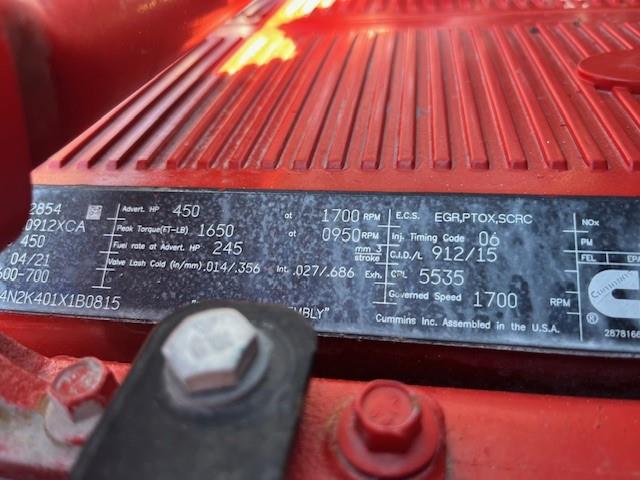 2854
0912XCA
450
04/21
600-700
4N2K401X1B0815
Advert. HP 450 at 1700 RPM
Peak Torque(FT-LB) 1650 at 0950 RPM
Fuel rate at Advert. HP 245 mm 3 stroke
Valve Lash Cold (in/mm) .014/.356 Int. .027/.686 Exh.
MBLY"
E.C.S. EGR,PTOX,SCRC
Inj. Timing Code 06
C.I.D./L 912/15
CPL 5535
Governed Speed 1700 RPM
Cummins Inc. Assembled in the U.S.A.
NOx
PM
FEL EPA
Cummins
2878166